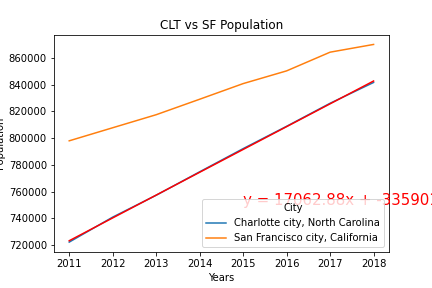 CLT vs SF Population
860000
840000
820000
800000
780000
760000
740000
720000
Population
y = 17062.88x + -335901
City
Charlotte city, North Carolina
San Francisco city, California
2011 2012 2013 2014 2015 2016 2017 2018
Years